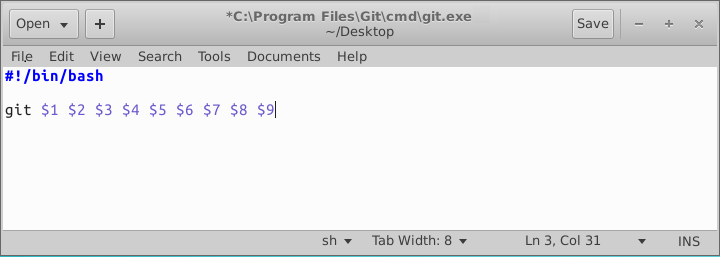 *C:\Program Files\Git\cmd\git.exe
Open + Save
~/Desktop
File Edit View Search Tools Documents Help
#!/bin/bash
git $1 $2 $3 $4 $5 $6 $7 $8 $9
sh Tab Width: 8 Ln 3, Col 31 INS